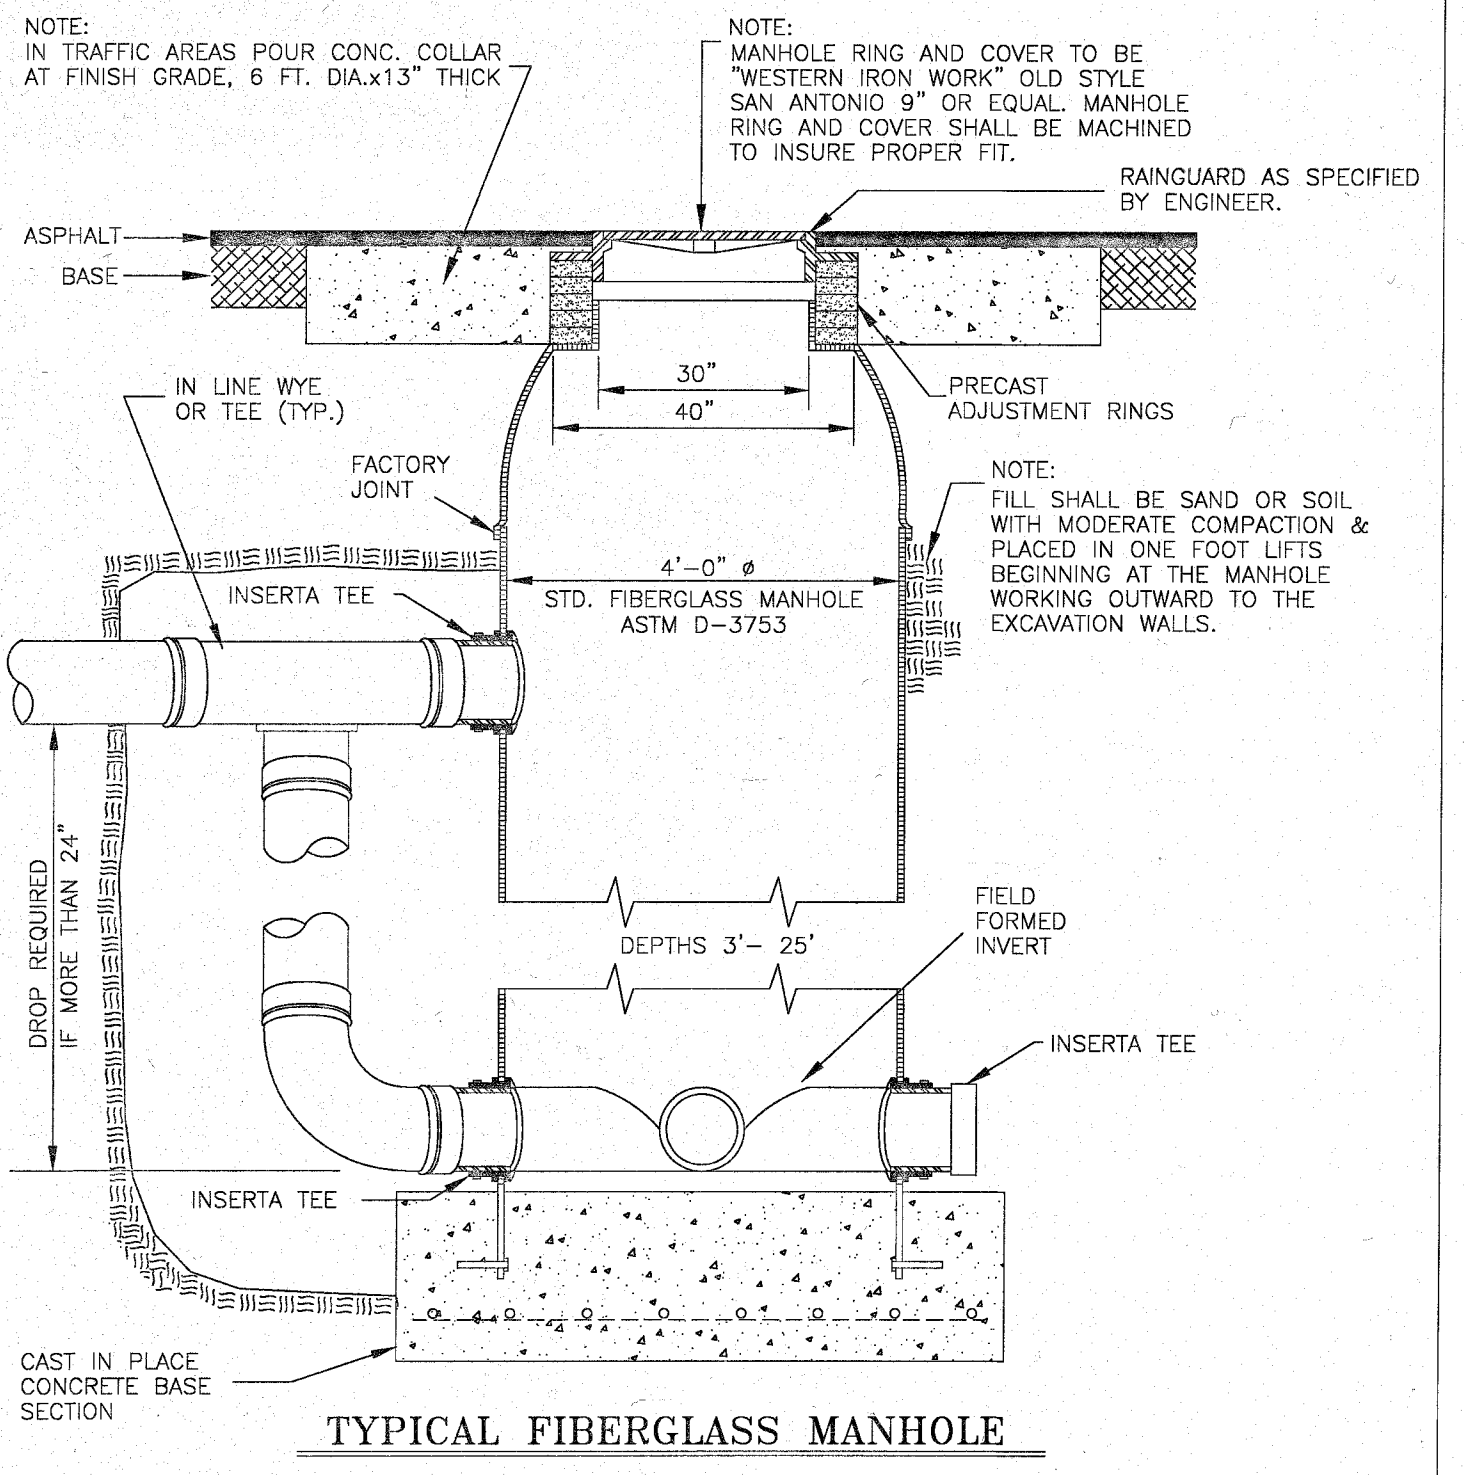 NOTE:
IN TRAFFIC AREAS POUR CONC. COLLAR
AT FINISH GRADE, 6 FT. DIA.x13" THICK
NOTE:
MANHOLE RING AND COVER TO BE
"WESTERN IRON WORK" OLD STYLE
SAN ANTONIO 9" OR EQUAL. MANHOLE
RING AND COVER SHALL BE MACHINED
TO INSURE PROPER FIT.
RAINGUARD AS SPECIFIED
BY ENGINEER.
ASPHALT
BASE
IN LINE WYE
OR TEE (TYP.)
30"
40"
PRECAST
ADJUSTMENT RINGS
FACTORY
JOINT
NOTE:
FILL SHALL BE SAND OR SOIL
WITH MODERATE COMPACTION &
PLACED IN ONE FOOT LIFTS
BEGINNING AT THE MANHOLE
WORKING OUTWARD TO THE
EXCAVATION WALLS.
INSERTA TEE
4'-0" ø
STD. FIBERGLASS MANHOLE
ASTM D-3753
DROP REQUIRED
IF MORE THAN 24"
DEPTHS 3'- 25'
FIELD
FORMED
INVERT
INSERTA TEE
INSERTA TEE
CAST IN PLACE
CONCRETE BASE
SECTION
TYPICAL FIBERGLASS MANHOLE